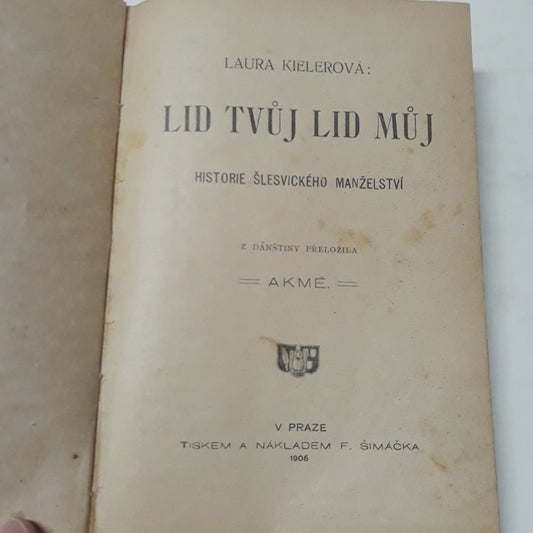 LAURA KIELEROVÁ:
LID TVŮJ LID MŮJ
HISTORIE ŠLESVICKÉHO MANŽELSTVÍ
Z DÁNŠTINY PŘELOŽILA
AKMÉ.
V PRAZE
TISKEM A NÁKLADEM F. ŠIMÁČKA
1905